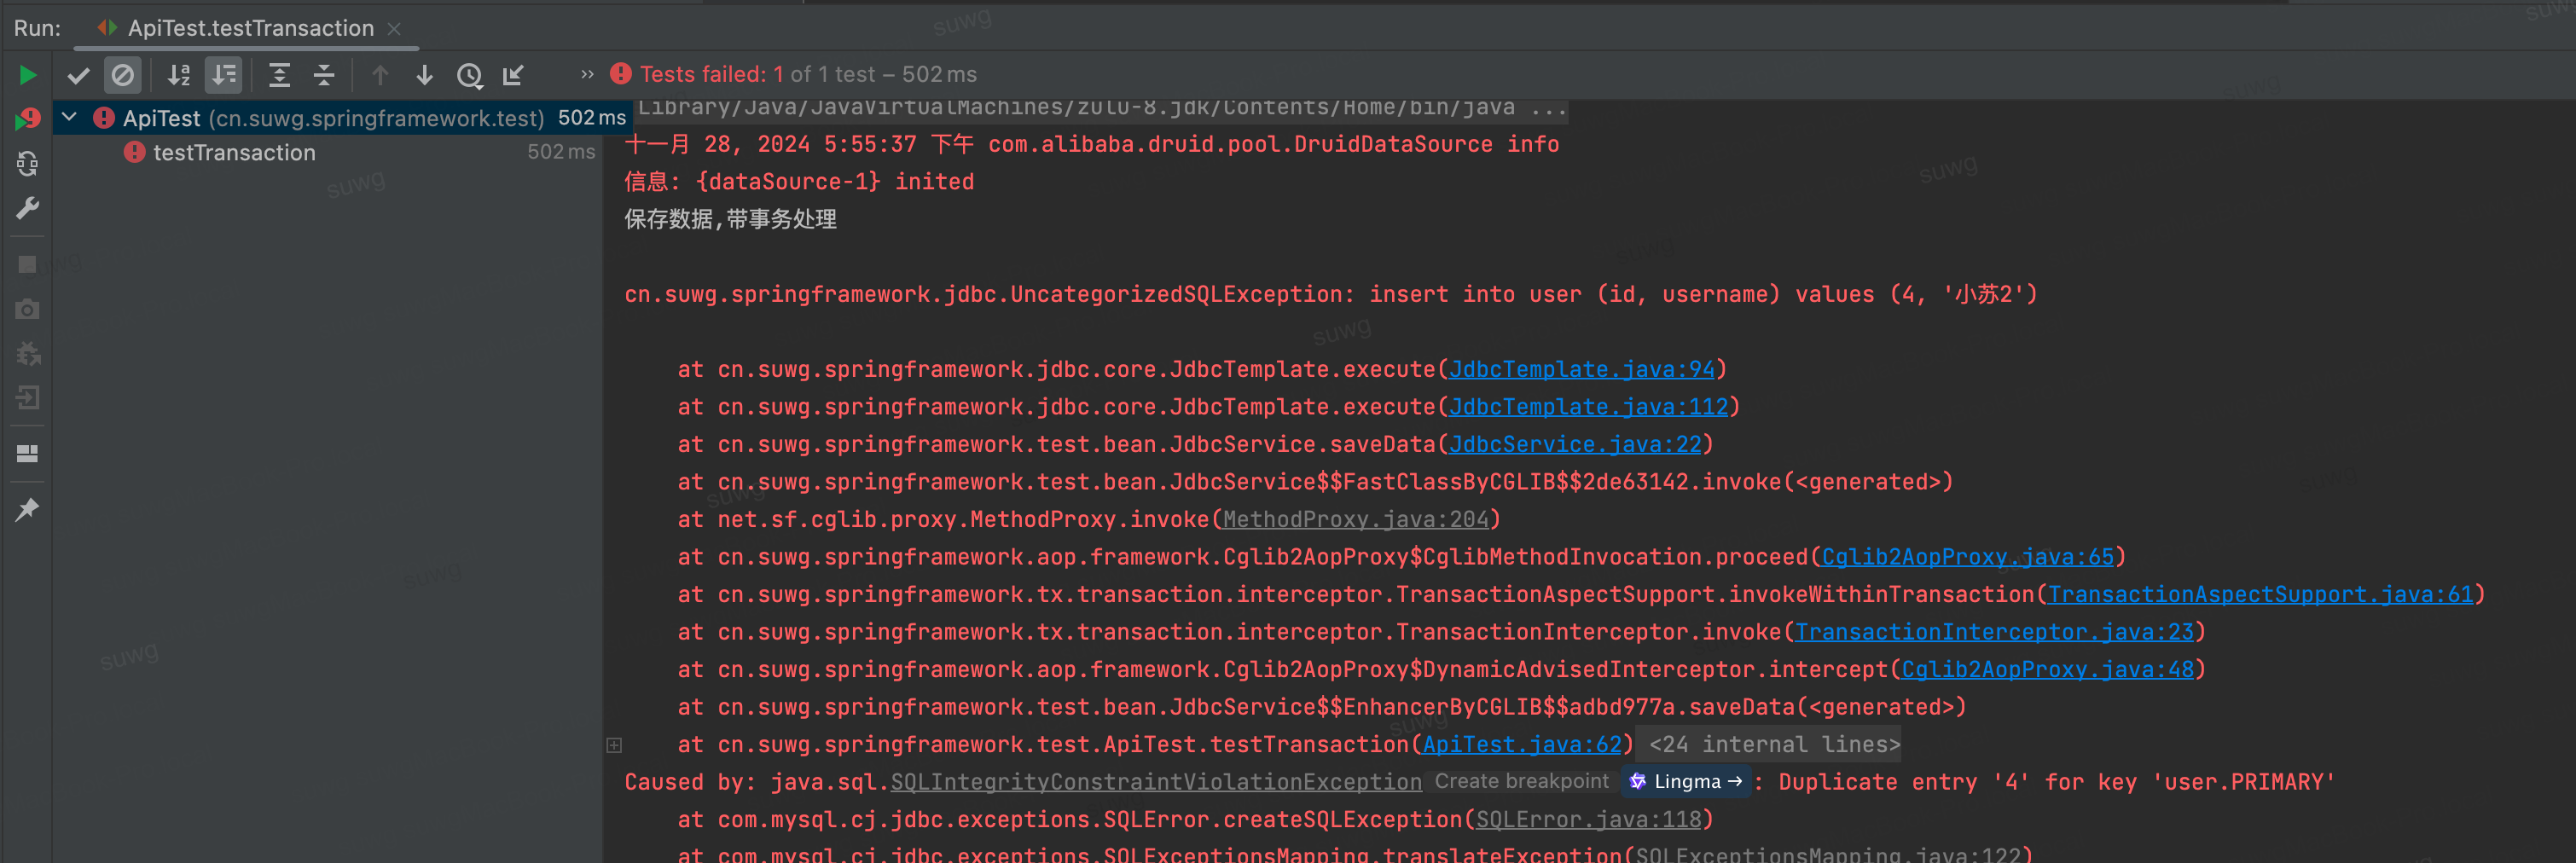 Run: ApiTest.testTransaction
Tests failed: 1 of 1 test – 502 ms
ApiTest (cn.suwg.springframework.test) 502 ms
testTransaction 502 ms
Library/Java/JavaVirtualMachines/zulu-8.jdk/Contents/Home/bin/java ...
十一月 28, 2024 5:55:37 下午 com.alibaba.druid.pool.DruidDataSource info
信息: {dataSource-1} inited
保存数据,带事务处理
cn.suwg.springframework.jdbc.UncategorizedSQLException: insert into user (id, username) values (4, '小苏2')
at cn.suwg.springframework.jdbc.core.JdbcTemplate.execute(JdbcTemplate.java:94)
at cn.suwg.springframework.jdbc.core.JdbcTemplate.execute(JdbcTemplate.java:112)
at cn.suwg.springframework.test.bean.JdbcService.saveData(JdbcService.java:22)
at cn.suwg.springframework.test.bean.JdbcService$$FastClassByCGLIB$$2de63142.invoke(<generated>)
at net.sf.cglib.proxy.MethodProxy.invoke(MethodProxy.java:204)
at cn.suwg.springframework.aop.framework.Cglib2AopProxy$CglibMethodInvocation.proceed(Cglib2AopProxy.java:65)
at cn.suwg.springframework.tx.transaction.interceptor.TransactionAspectSupport.invokeWithinTransaction(TransactionAspectSupport.java:61)
at cn.suwg.springframework.tx.transaction.interceptor.TransactionInterceptor.invoke(TransactionInterceptor.java:23)
at cn.suwg.springframework.aop.framework.Cglib2AopProxy$DynamicAdvisedInterceptor.intercept(Cglib2AopProxy.java:48)
at cn.suwg.springframework.test.bean.JdbcService$$EnhancerByCGLIB$$adbd977a.saveData(<generated>)
at cn.suwg.springframework.test.ApiTest.testTransaction(ApiTest.java:62) <24 internal lines>
Caused by: java.sql.SQLIntegrityConstraintViolationException Create breakpoint Lingma → : Duplicate entry '4' for key 'user.PRIMARY'
at com.mysql.cj.jdbc.exceptions.SQLError.createSQLException(SQLError.java:118)
at com.mysql.cj.jdbc.exceptions.SQLExceptionsMapping.translateException(SQLExceptionsMapping.java:122)
suwg
suwg
suwg
suwg
suwg
suwg
suwg
suwg
suwg
suwg
suwg
suwg